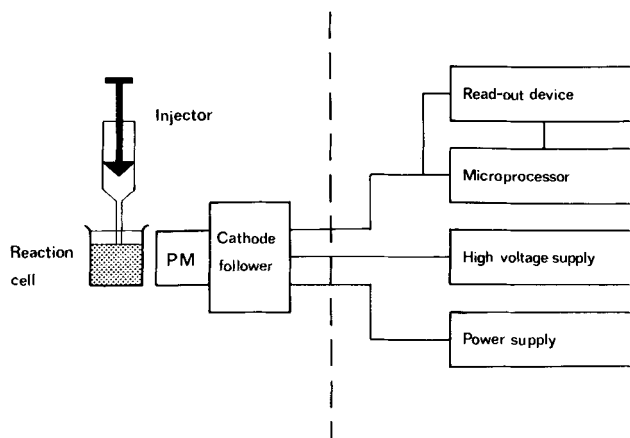 Injector
Reaction
cell
PM
Cathode
follower
Read-out device
Microprocessor
High voltage supply
Power supply